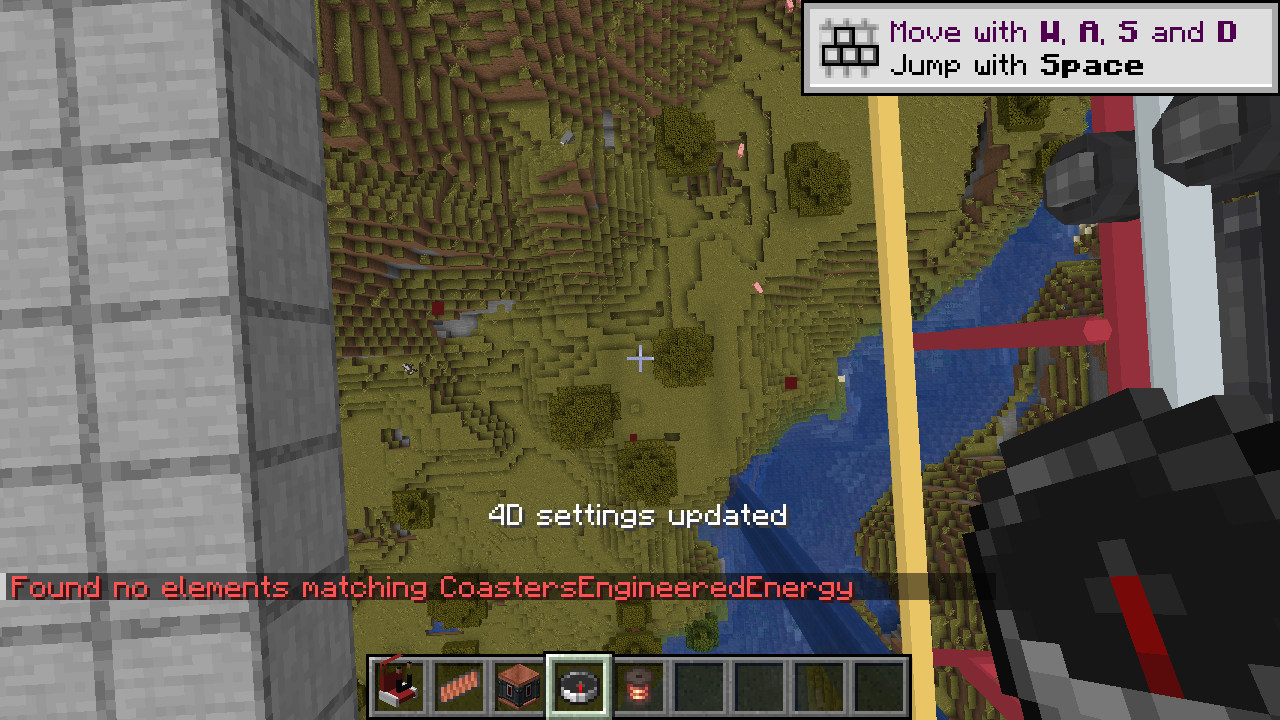 Move with W, A, S and D
Jump with Space
4D settings updated
Found no elements matching CoastersEngineeredEnergy